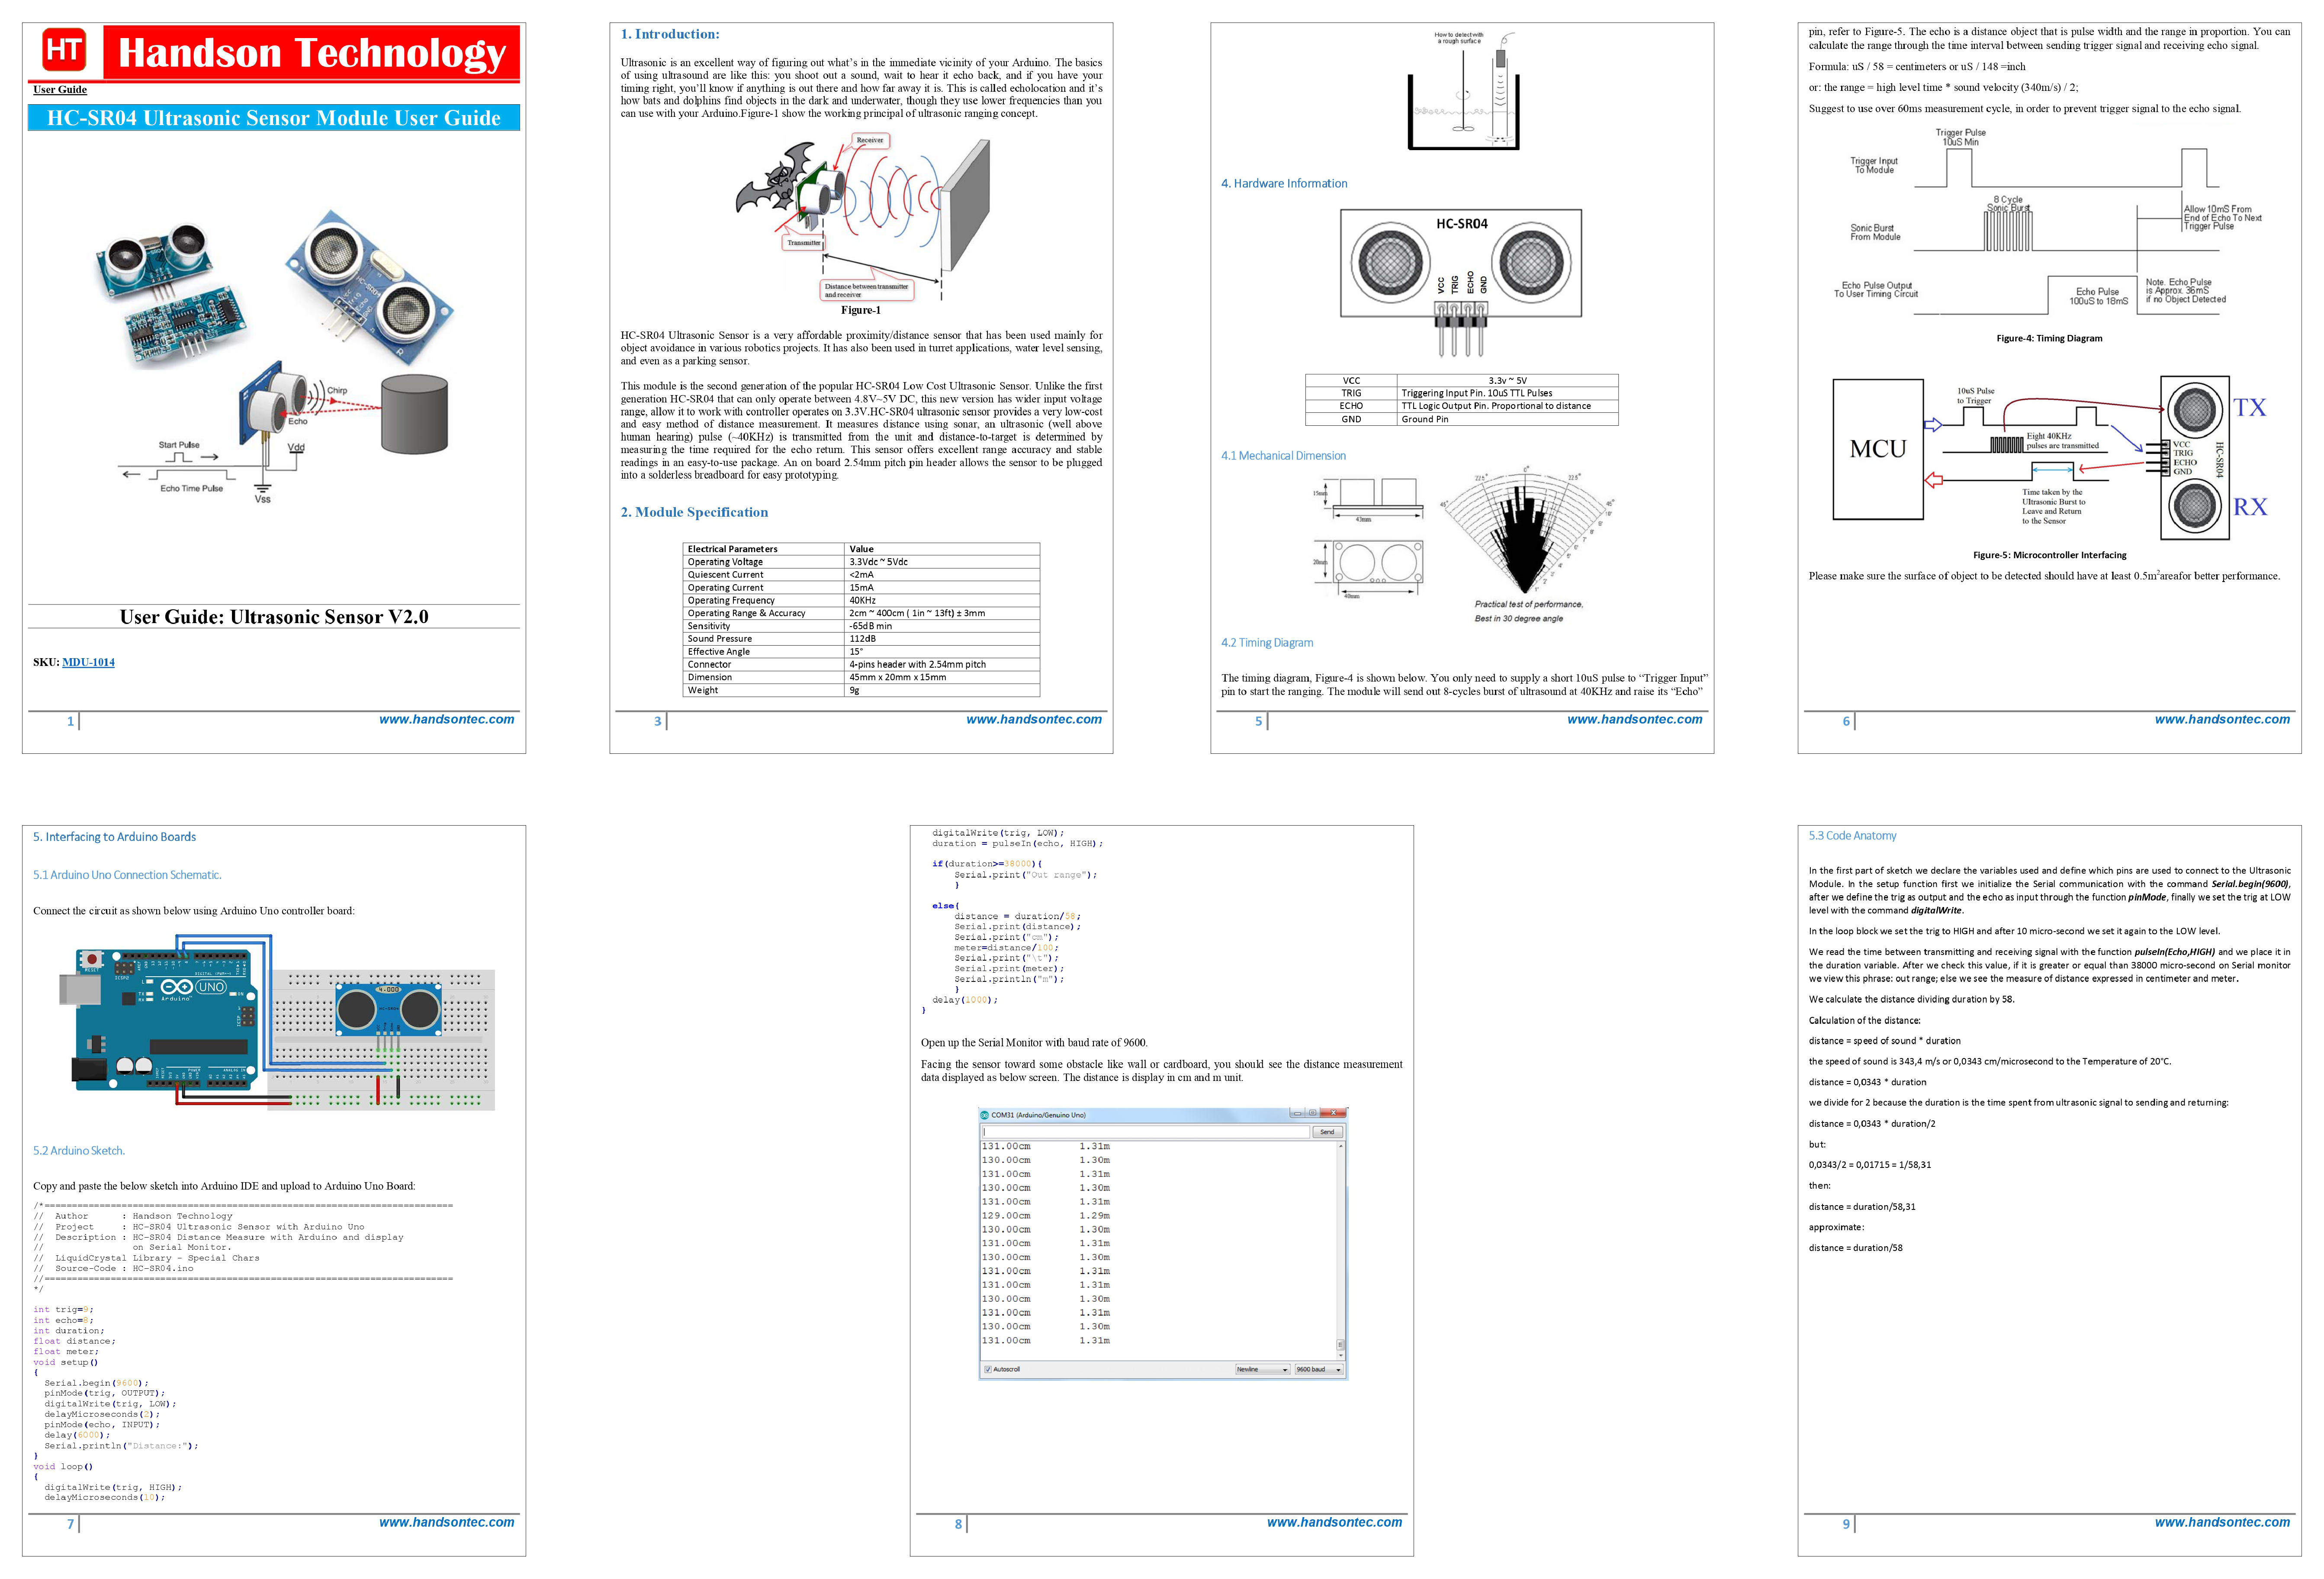 HT
Handson Technology
User Guide
HC-SR04 Ultrasonic Sensor Module User Guide
Chirp
Echo
Start Pulse
Vdd
Echo Time Pulse
Vss
User Guide: Ultrasonic Sensor V2.0
SKU: MDU-1014
1 www.handsontec.com
1. Introduction:
Ultrasonic is an excellent way of figuring out what's in the immediate vicinity of your Arduino. The basics
of using ultrasound are like this: you shoot out a sound, wait to hear it echo back, and if you have your
timing right, you'll know if anything is out there and how far away it is. This is called echolocation and it's
how bats and dolphins find objects in the dark and underwater, though they use lower frequencies than you
can use with your Arduino.Figure-1 show the working principal of ultrasonic ranging concept.
Receiver
Transmitter
Distance between transmitter
and receiver
Figure-1
HC-SR04 Ultrasonic Sensor is a very affordable proximity/distance sensor that has been used mainly for
object avoidance in various robotics projects. It has also been used in turret applications, water level sensing,
and even as a parking sensor.
This module is the second generation of the popular HC-SR04 Low Cost Ultrasonic Sensor. Unlike the first
generation HC-SR04 that can only operate between 4.8V~5V DC, this new version has wider input voltage
range, allow it to work with controller operates on 3.3V.HC-SR04 ultrasonic sensor provides a very low-cost
and easy method of distance measurement. It measures distance using sonar, an ultrasonic (well above
human hearing) pulse (~40KHz) is transmitted from the unit and distance-to-target is determined by
measuring the time required for the echo return. This sensor offers excellent range accuracy and stable
readings in an easy-to-use package. An on board 2.54mm pitch pin header allows the sensor to be plugged
into a solderless breadboard for easy prototyping.
2. Module Specification
Electrical Parameters Value
Operating Voltage 3.3Vdc ~ 5Vdc
Quiescent Current <2mA
Operating Current 15mA
Operating Frequency 40KHz
Operating Range & Accuracy 2cm ~ 400cm ( 1in ~ 13ft) ± 3mm
Sensitivity -65dB min
Sound Pressure 112dB
Effective Angle 15°
Connector 4-pins header with 2.54mm pitch
Dimension 45mm x 20mm x 15mm
Weight 9g
3 www.handsontec.com
How to detect with
a rough surface
4. Hardware Information
HC-SR04
VCC
TRIG
ECHO
GND
VCC 3.3v ~ 5V
TRIG Triggering Input Pin. 10uS TTL Pulses
ECHO TTL Logic Output Pin. Proportional to distance
GND Ground Pin
4.1 Mechanical Dimension
15mm
43mm
20mm
40mm
22.5° 0° 22.5°
45° 45°
Practical test of performance,
Best in 30 degree angle
4.2 Timing Diagram
The timing diagram, Figure-4 is shown below. You only need to supply a short 10uS pulse to “Trigger Input”
pin to start the ranging. The module will send out 8-cycles burst of ultrasound at 40KHz and raise its “Echo”
5 www.handsontec.com
pin, refer to Figure-5. The echo is a distance object that is pulse width and the range in proportion. You can
calculate the range through the time interval between sending trigger signal and receiving echo signal.
Formula: uS / 58 = centimeters or uS / 148 =inch
or: the range = high level time * sound velocity (340m/s) / 2;
Suggest to use over 60ms measurement cycle, in order to prevent trigger signal to the echo signal.
Trigger Pulse
10uS Min
Trigger Input
To Module
8 Cycle
Sonic Burst
Sonic Burst
From Module
Allow 10mS From
End of Echo To Next
Trigger Pulse
Echo Pulse Output
To User Timing Circuit
Echo Pulse
100uS to 18mS
Note. Echo Pulse
is Approx. 36mS
if no Object Detected
Figure-4: Timing Diagram
MCU
10uS Pulse
to Trigger
Eight 40KHz
pulses are transmitted
Time taken by the
Ultrasonic Burst to
Leave and Return
to the Sensor
VCC
TRIG
ECHO
GND
HC-SR04
TX
RX
Figure-5: Microcontroller Interfacing
Please make sure the surface of object to be detected should have at least 0.5m²areafor better performance.
6 www.handsontec.com
5. Interfacing to Arduino Boards
5.1 Arduino Uno Connection Schematic.
Connect the circuit as shown below using Arduino Uno controller board:
RESET
UNO
Arduino
4.000
HC-SR04
5.2 Arduino Sketch.
Copy and paste the below sketch into Arduino IDE and upload to Arduino Uno Board:
/*==========================================================================
// Author : Handson Technology
// Project : HC-SR04 Ultrasonic Sensor with Arduino Uno
// Description : HC-SR04 Distance Measure with Arduino and display
// on Serial Monitor.
// LiquidCrystal Library - Special Chars
// Source-Code : HC-SR04.ino
//==========================================================================
*/
int trig=9;
int echo=8;
int duration;
float distance;
float meter;
void setup()
{
Serial.begin(9600);
pinMode(trig, OUTPUT);
digitalWrite(trig, LOW);
delayMicroseconds(2);
pinMode(echo, INPUT);
delay(6000);
Serial.println("Distance:");
}
void loop()
{
digitalWrite(trig, HIGH);
delayMicroseconds(10);
7 www.handsontec.com
digitalWrite(trig, LOW);
duration = pulseIn(echo, HIGH);
if(duration>=38000){
Serial.print("Out range");
}
else{
distance = duration/58;
Serial.print(distance);
Serial.print("cm");
meter=distance/100;
Serial.print("\t");
Serial.print(meter);
Serial.println("m");
}
delay(1000);
}
Open up the Serial Monitor with baud rate of 9600.
Facing the sensor toward some obstacle like wall or cardboard, you should see the distance measurement
data displayed as below screen. The distance is display in cm and m unit.
COM31 (Arduino/Genuino Uno)
Send
131.00cm 1.31m
130.00cm 1.30m
131.00cm 1.31m
130.00cm 1.30m
131.00cm 1.31m
129.00cm 1.29m
130.00cm 1.30m
131.00cm 1.31m
130.00cm 1.30m
131.00cm 1.31m
131.00cm 1.31m
130.00cm 1.30m
131.00cm 1.31m
130.00cm 1.30m
131.00cm 1.31m
Autoscroll Newline 9600 baud
8 www.handsontec.com
5.3 Code Anatomy
In the first part of sketch we declare the variables used and define which pins are used to connect to the Ultrasonic
Module. In the setup function first we initialize the Serial communication with the command Serial.begin(9600),
after we define the trig as output and the echo as input through the function pinMode, finally we set the trig at LOW
level with the command digitalWrite.
In the loop block we set the trig to HIGH and after 10 micro-second we set it again to the LOW level.
We read the time between transmitting and receiving signal with the function pulseIn(Echo,HIGH) and we place it in
the duration variable. After we check this value, if it is greater or equal than 38000 micro-second on Serial monitor
we view this phrase: out range; else we see the measure of distance expressed in centimeter and meter.
We calculate the distance dividing duration by 58.
Calculation of the distance:
distance = speed of sound * duration
the speed of sound is 343,4 m/s or 0,0343 cm/microsecond to the Temperature of 20°C.
distance = 0,0343 * duration
we divide for 2 because the duration is the time spent from ultrasonic signal to sending and returning:
distance = 0,0343 * duration/2
but:
0,0343/2 = 0,01715 = 1/58,31
then:
distance = duration/58,31
approximate:
distance = duration/58
9 www.handsontec.com